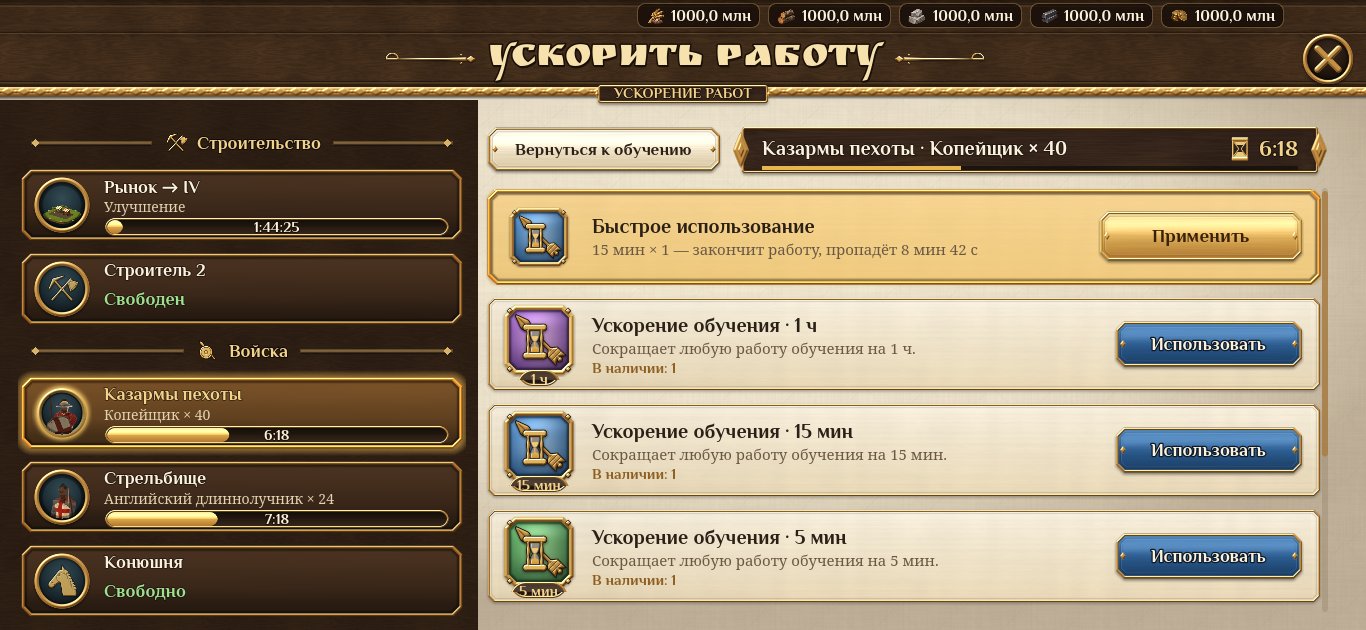 1000,0 млн
1000,0 млн
1000,0 млн
1000,0 млн
1000,0 млн
УСКОРИТЬ РАБОТУ
УСКОРЕНИЕ РАБОТ
Строительство
Рынок → IV
Улучшение
1:44:25
Строитель 2
Свободен
Войска
Казармы пехоты
Копейщик × 40
6:18
Стрельбище
Английский длиннолучник × 24
7:18
Конюшня
Свободно
Вернуться к обучению
Казармы пехоты · Копейщик × 40
6:18
Быстрое использование
15 мин × 1 — закончит работу, пропадёт 8 мин 42 с
Применить
Ускорение обучения · 1 ч
Сокращает любую работу обучения на 1 ч.
В наличии: 1
1 ч
Использовать
Ускорение обучения · 15 мин
Сокращает любую работу обучения на 15 мин.
В наличии: 1
15 мин
Использовать
Ускорение обучения · 5 мин
Сокращает любую работу обучения на 5 мин.
В наличии: 1
5 мин
Использовать